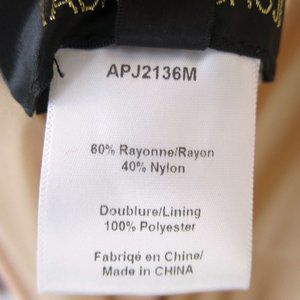 APJ2136M
60% Rayonne/Rayon
40% Nylon
Doublure/Lining
100% Polyester
Fabriqé en Chine/
Made in CHINA